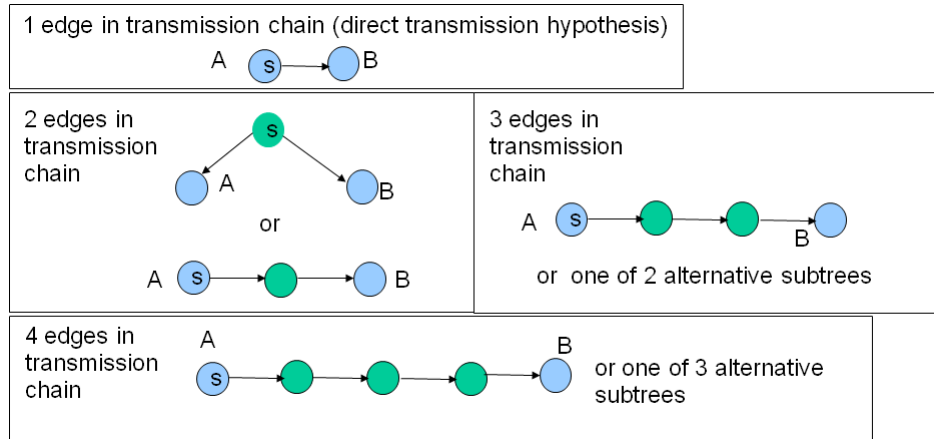 1 edge in transmission chain (direct transmission hypothesis)
A s B
2 edges in
transmission
chain
s
A
B
or
A s B
3 edges in
transmission
chain
A s
B
or one of 2 alternative subtrees
4 edges in
transmission
chain
A
B
s
or one of 3 alternative
subtrees